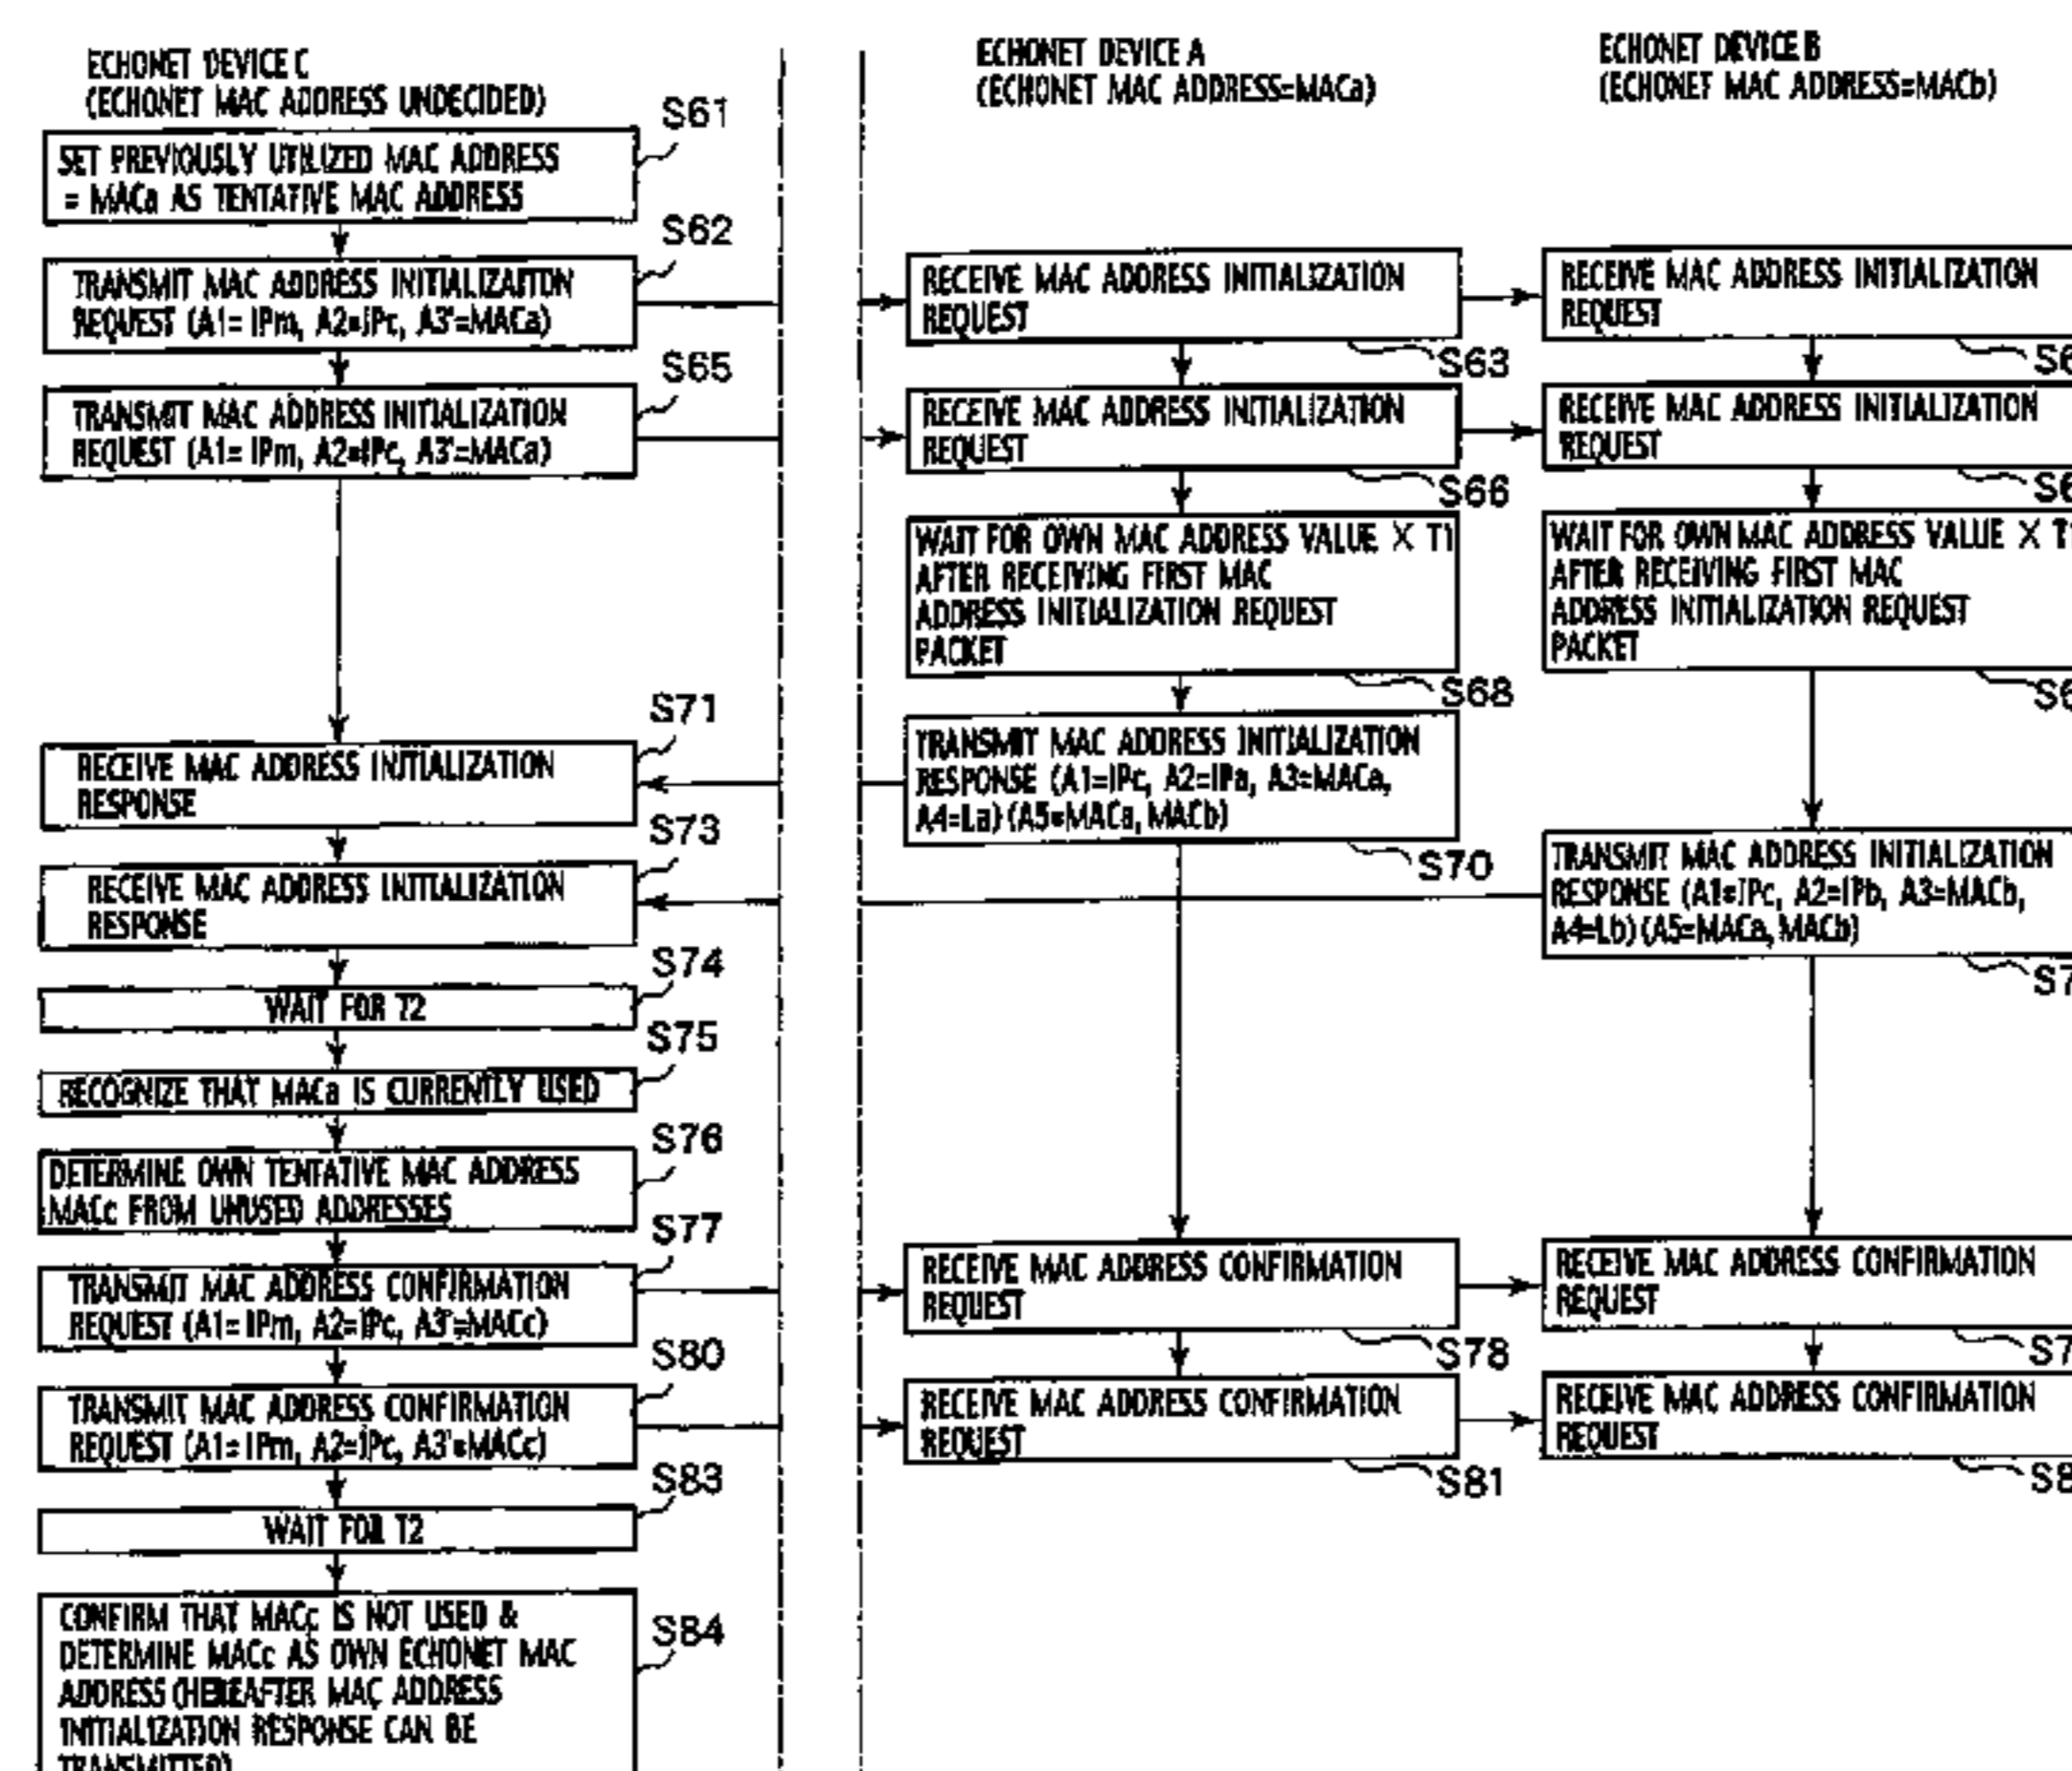 ECHONET DEVICE C
(ECHONET MAC ADDRESS UNDECIDED)
S61
SET PREVIOUSLY UTILIZED MAC ADDRESS
= MACa AS TENTATIVE MAC ADDRESS
S62
TRANSMIT MAC ADDRESS INITIALIZAITION
REQUEST (A1= IPm, A2=IPc, A3'=MACa)
S65
TRANSMIT MAC ADDRESS INITIALIZATION
REQUEST (A1= IPm, A2=IPc, A3'=MACa)
S71
RECEIVE MAC ADDRESS INITIALIZATION
RESPONSE
S73
RECEIVE MAC ADDRESS INITIALIZATION
RESPONSE
S74
WAIT FOR T2
S75
RECOGNIZE THAT MACa IS CURRENTLY USED
S76
DETERMINE OWN TENTATIVE MAC ADDRESS
MACc FROM UNUSED ADDRESSES
S77
TRANSMIT MAC ADDRESS CONFIRMATION
REQUEST (A1= IPm, A2=IPc, A3'=MACc)
S80
TRANSMIT MAC ADDRESS CONFIRMATION
REQUEST (A1= IPm, A2=IPc, A3'=MACc)
S83
WAIT FOR T2
S84
CONFIRM THAT MACc IS NOT USED &
DETERMINE MACc AS OWN ECHONET MAC
ADDRESS (HEREAFTER MAC ADDRESS
INITIALIZATION RESPONSE CAN BE
TRANSMITTED)
ECHONET DEVICE A
(ECHONET MAC ADDRESS=MACa)
RECEIVE MAC ADDRESS INITIALIZATION
REQUEST
S63
RECEIVE MAC ADDRESS INITIALIZATION
REQUEST
S66
WAIT FOR OWN MAC ADDRESS VALUE × T1
AFTER RECEIVING FIRST MAC
ADDRESS INITIALIZATION REQUEST
PACKET
S68
TRANSMIT MAC ADDRESS INITIALIZATION
RESPONSE (A1=IPc, A2=IPa, A3=MACa,
A4=La) (A5=MACa, MACb)
S70
RECEIVE MAC ADDRESS CONFIRMATION
REQUEST
S78
RECEIVE MAC ADDRESS CONFIRMATION
REQUEST
S81
ECHONET DEVICE B
(ECHONET MAC ADDRESS=MACb)
RECEIVE MAC ADDRESS INITIALIZATION
REQUEST
RECEIVE MAC ADDRESS INITIALIZATION
REQUEST
WAIT FOR OWN MAC ADDRESS VALUE ×
AFTER RECEIVING FIRST MAC
ADDRESS INITIALIZATION REQUEST
PACKET
TRANSMIT MAC ADDRESS INITIALIZATION
RESPONSE (A1=IPc, A2=IPb, A3=MACb,
A4=Lb) (A5=MACa, MACb)
RECEIVE MAC ADDRESS CONFIRMATION
REQUEST
RECEIVE MAC ADDRESS CONFIRMATION
REQUEST